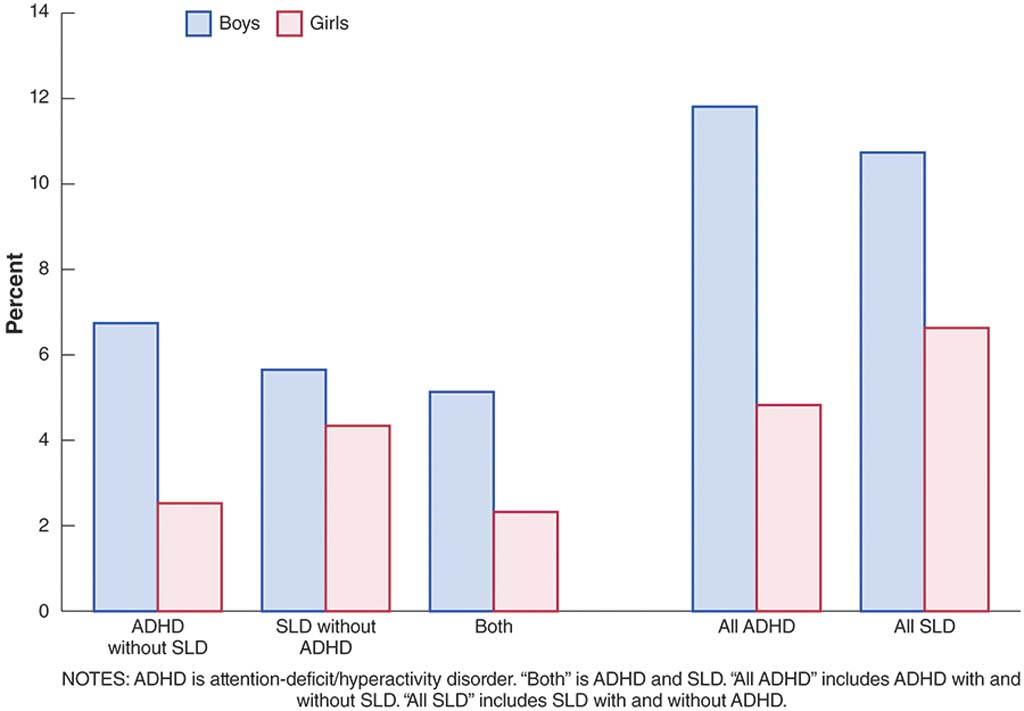 14
Boys Girls
12
10
8
6
4
2
0
Percent
ADHD
without SLD
SLD without
ADHD
Both
All ADHD
All SLD
NOTES: ADHD is attention-deficit/hyperactivity disorder. “Both” is ADHD and SLD. “All ADHD” includes ADHD with and
without SLD. “All SLD” includes SLD with and without ADHD.